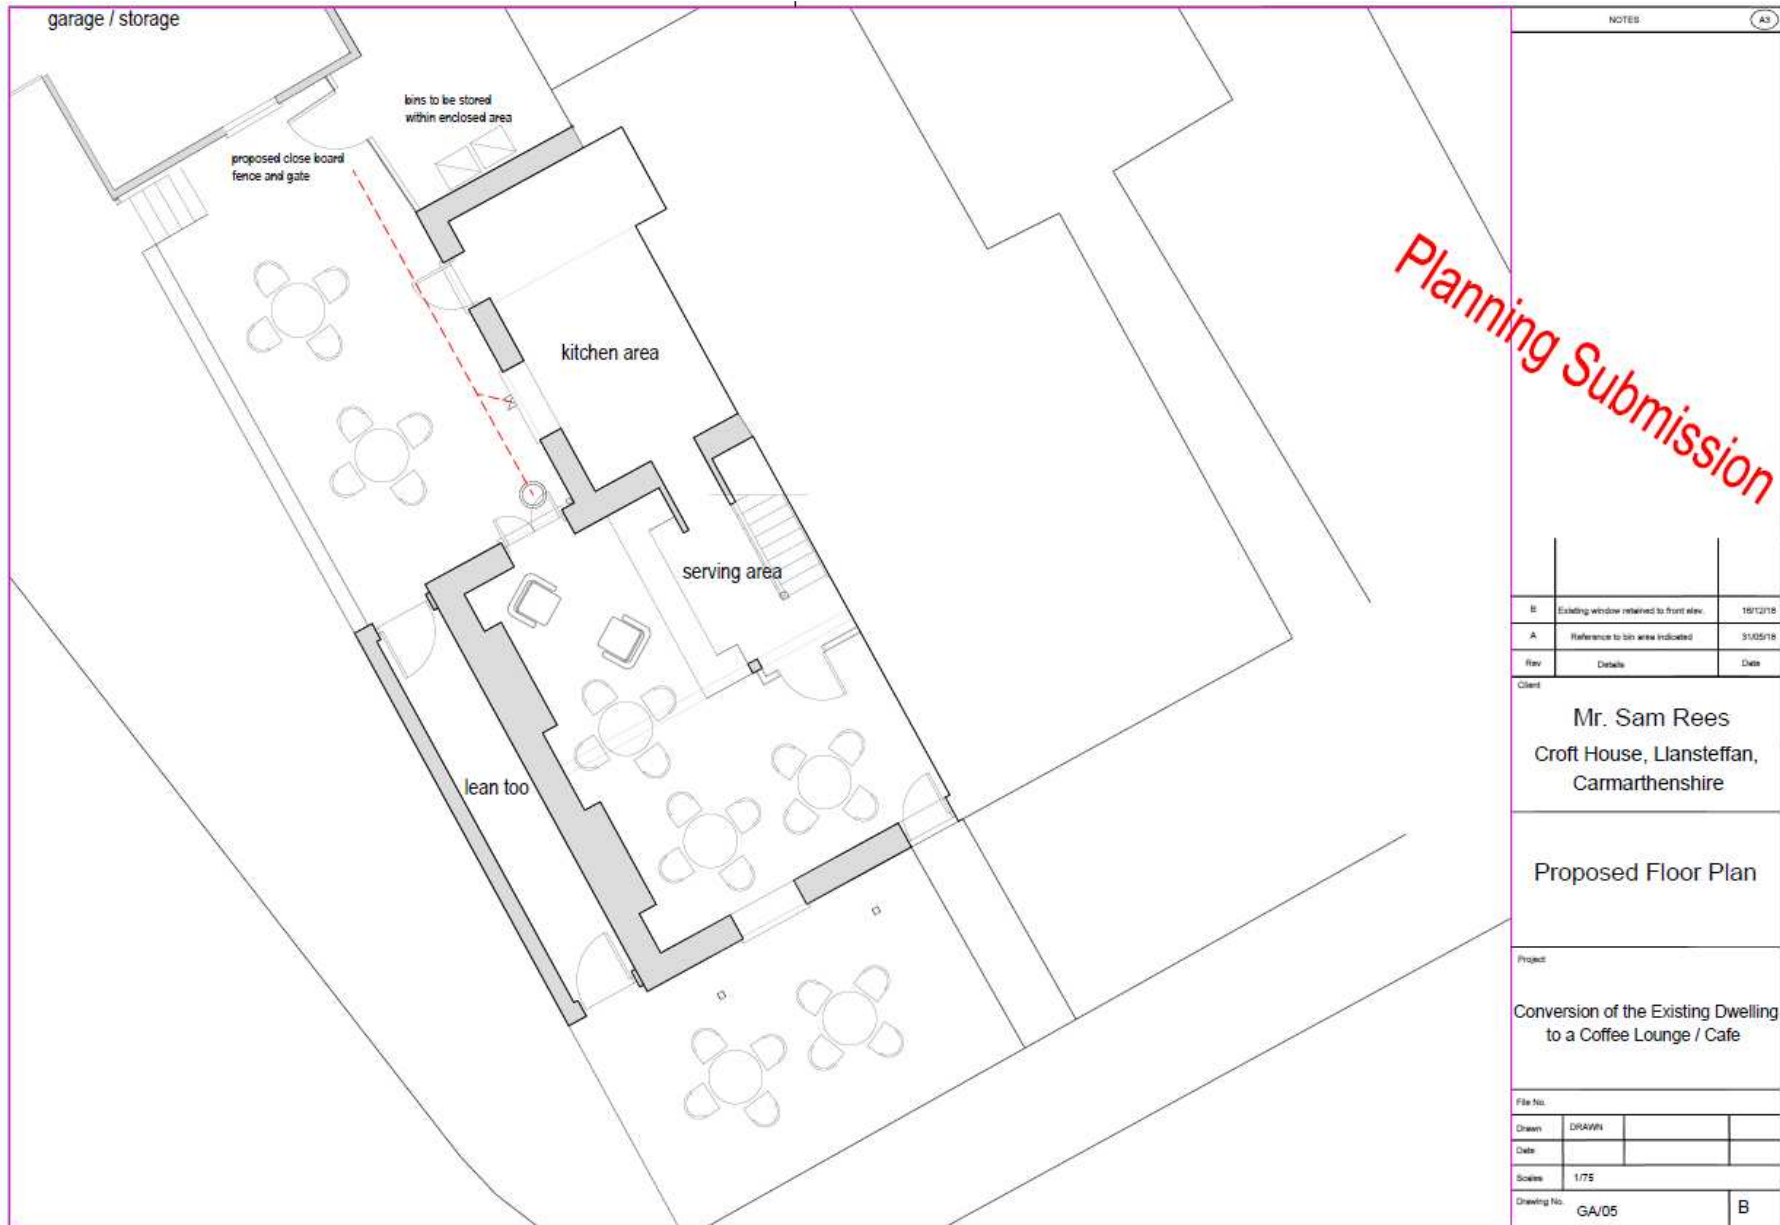 garage / storage
bins to be stored
within enclosed area
proposed close board
fence and gate
kitchen area
serving area
lean too
Planning Submission
NOTES
A3
B Existing window retained to front elev. 18/12/18
A Reference to bin area indicated 31/05/18
Rev Details Date
Client
Mr. Sam Rees
Croft House, Llansteffan,
Carmarthenshire
Proposed Floor Plan
Project
Conversion of the Existing Dwelling
to a Coffee Lounge / Cafe
File No.
Drawn DRAWN
Date
Scales 1/75
Drawing No. GA/05 B